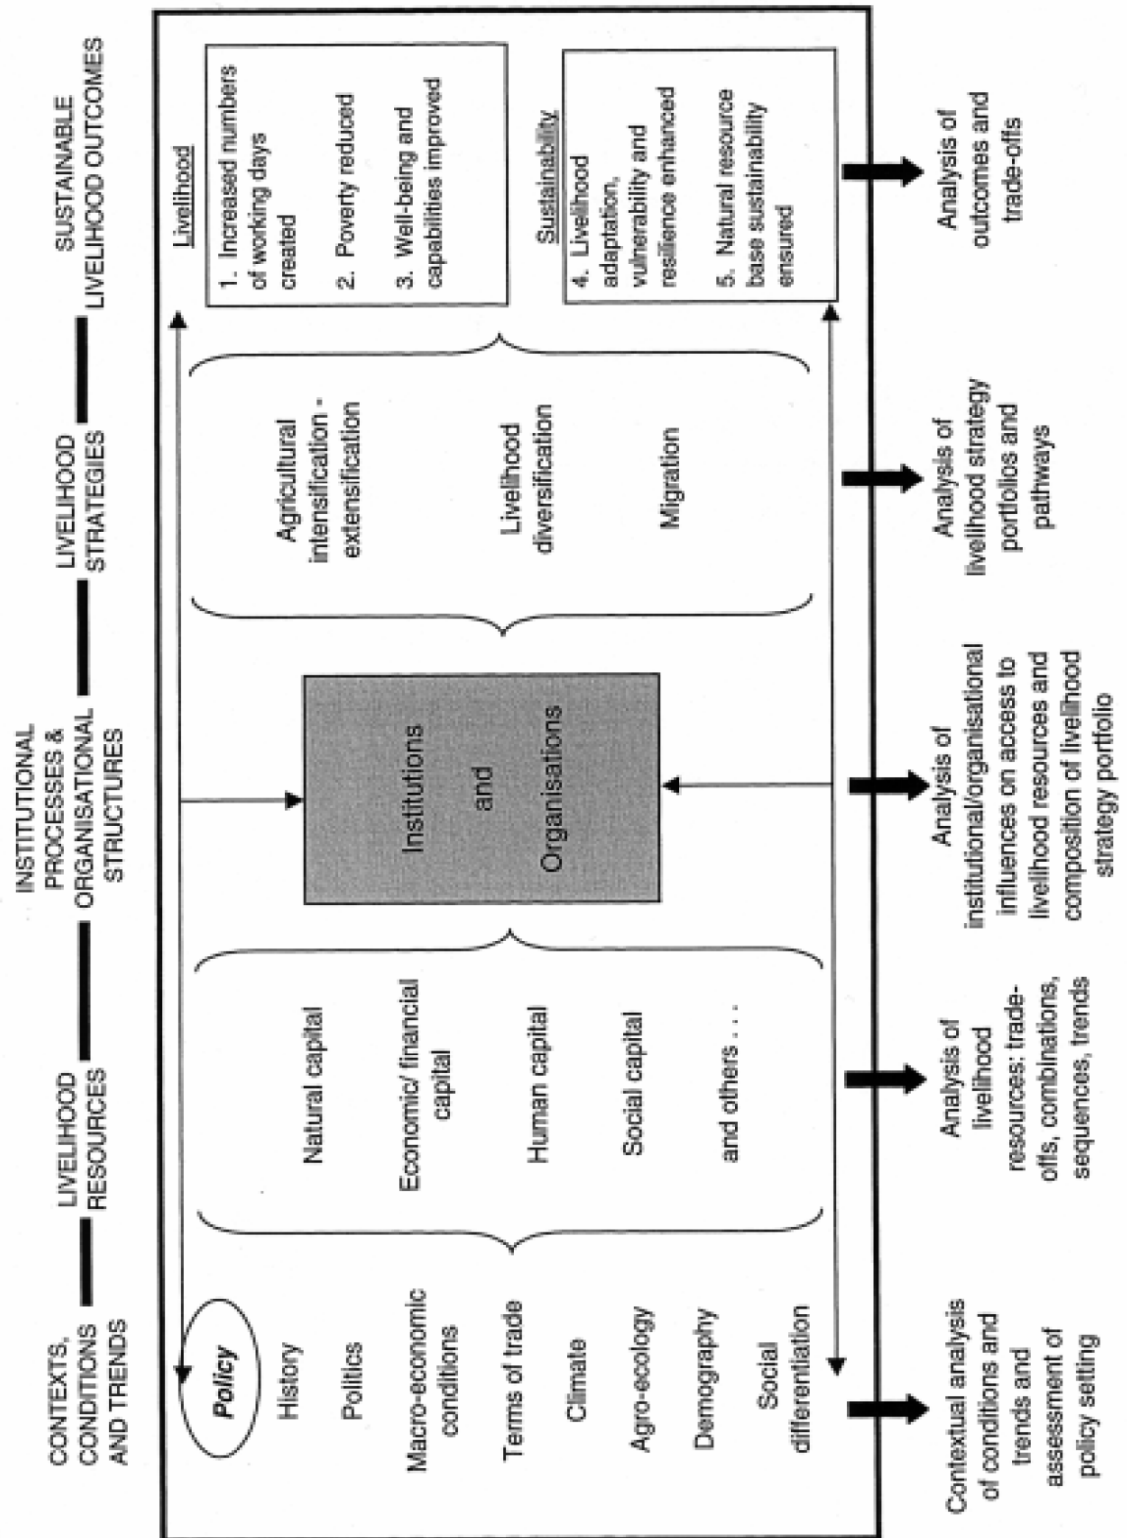 CONTEXTS,
CONDITIONS
AND TRENDS
LIVELIHOOD
RESOURCES
INSTITUTIONAL
PROCESSES &
ORGANISATIONAL
STRUCTURES
LIVELIHOOD
STRATEGIES
SUSTAINABLE
LIVELIHOOD OUTCOMES
Policy
History
Politics
Macro-economic
conditions
Terms of trade
Climate
Agro-ecology
Demography
Social
differentiation
Natural capital
Economic/ financial
capital
Human capital
Social capital
and others . . .
Institutions
and
Organisations
Agricultural
intensification -
extensification
Livelihood
diversification
Migration
Livelihood
1. Increased numbers
of working days
created
2. Poverty reduced
3. Well-being and
capabilities improved
Sustainability
4. Livelihood
adaptation,
vulnerability and
resilience enhanced
5. Natural resource
base sustainability
ensured
Contextual analysis
of conditions and
trends and
assessment of
policy setting
Analysis of
livelihood
resources: trade-
offs, combinations,
sequences, trends
Analysis of
institutional/organisational
influences on access to
livelihood resources and
composition of livelihood
strategy portfolio
Analysis of
livelihood strategy
portfolios and
pathways
Analysis of
outcomes and
trade-offs